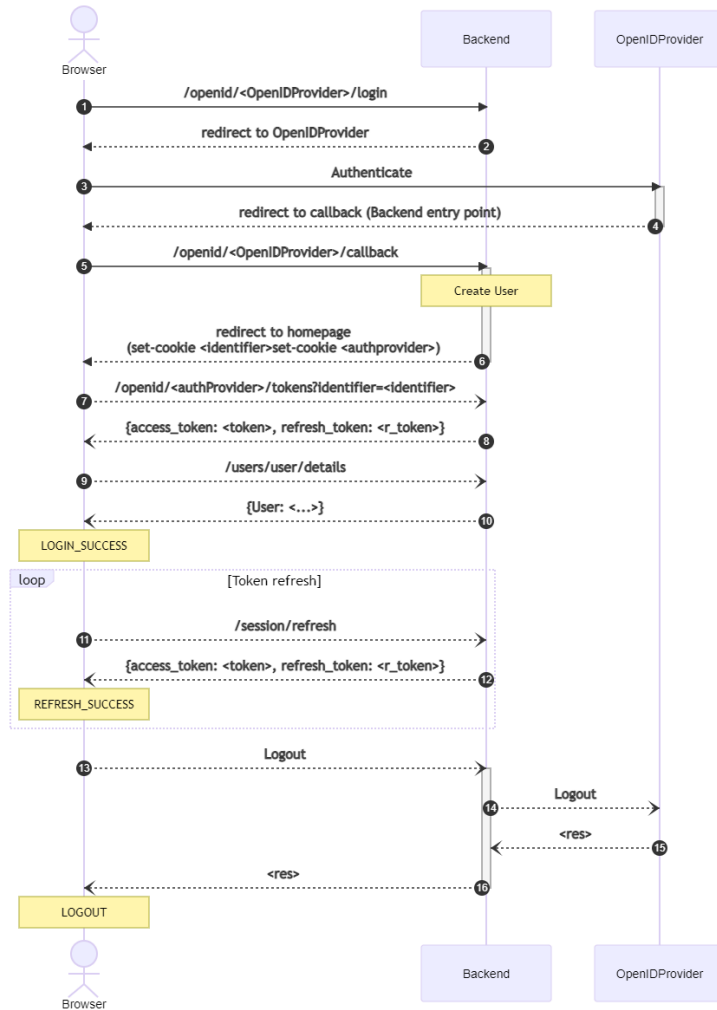 Browser
Backend
OpenIDProvider
/openid/<OpenIDProvider>/login
1
redirect to OpenIDProvider
2
Authenticate
3
redirect to callback (Backend entry point)
4
/openid/<OpenIDProvider>/callback
5
Create User
redirect to homepage
(set-cookie <identifier>set-cookie <authprovider>)
6
/openid/<authProvider>/tokens?identifier=<identifier>
7
{access_token: <token>, refresh_token: <r_token>}
8
/users/user/details
9
{User: <...>}
10
LOGIN_SUCCESS
loop
[Token refresh]
/session/refresh
11
{access_token: <token>, refresh_token: <r_token>}
12
REFRESH_SUCCESS
Logout
13
Logout
14
<res>
15
<res>
16
LOGOUT
Browser
Backend
OpenIDProvider